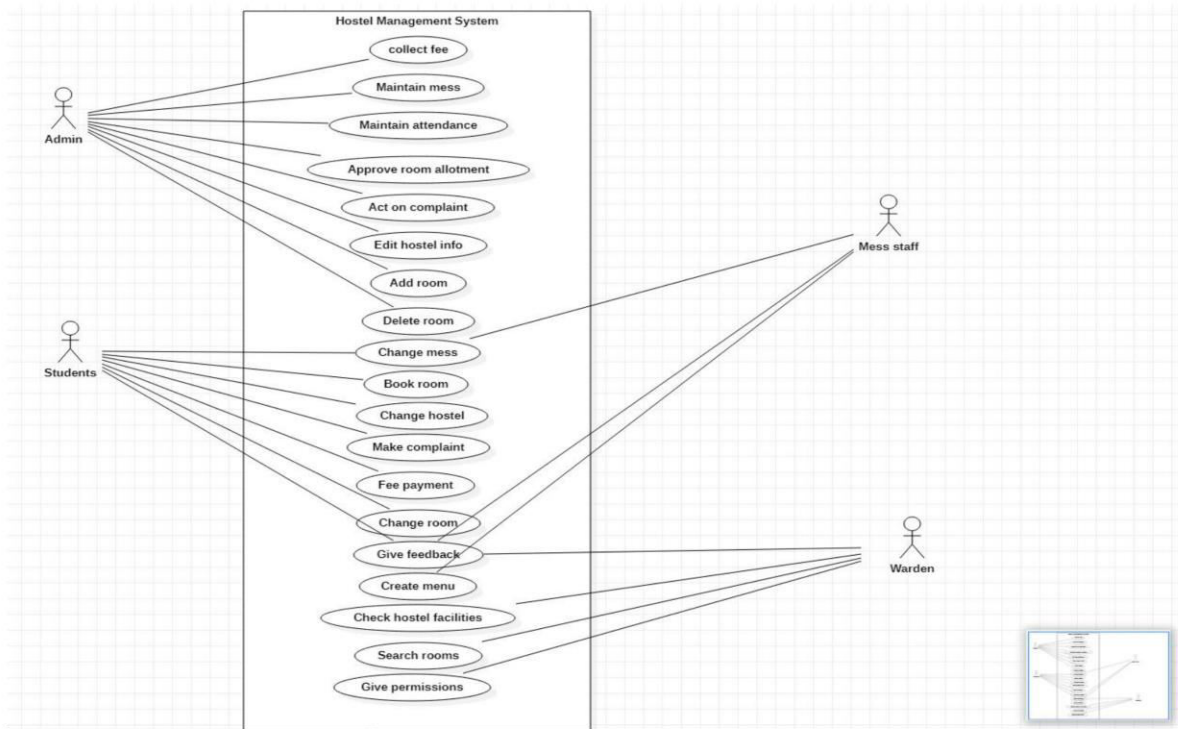 Hostel Management System
collect fee
Maintain mess
Admin
Maintain attendance
Approve room allotment
Act on complaint
Edit hostel info
Mess staff
Add room
Delete room
Change mess
Students
Book room
Change hostel
Make complaint
Fee payment
Change room
Give feedback
Warden
Create menu
Check hostel facilities
Search rooms
Give permissions